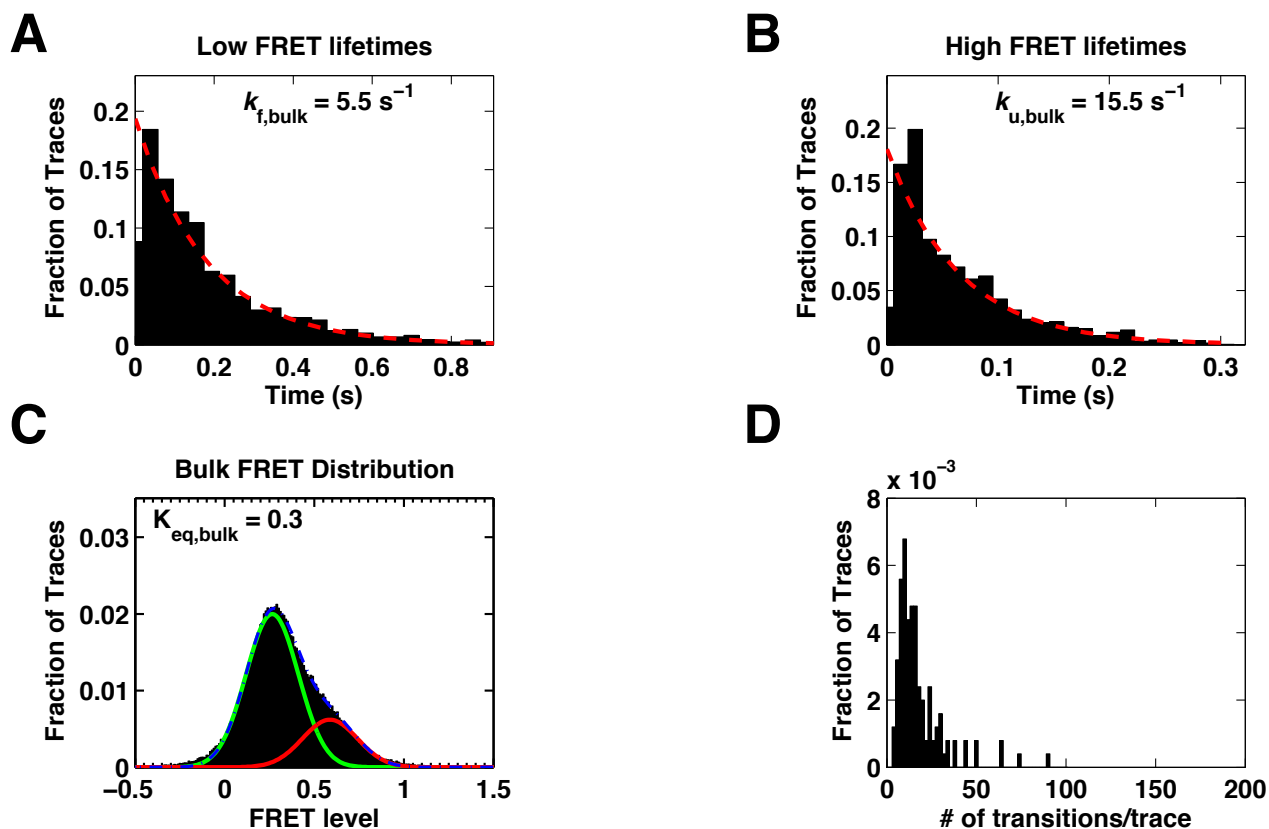 A
Low FRET lifetimes
k_f,bulk = 5.5 s⁻¹
Fraction of Traces
0.2
0.15
0.1
0.05
0
0 0.2 0.4 0.6 0.8
Time (s)
B
High FRET lifetimes
k_u,bulk = 15.5 s⁻¹
Fraction of Traces
0.2
0.15
0.1
0.05
0
0 0.1 0.2 0.3
Time (s)
C
Bulk FRET Distribution
K_eq,bulk = 0.3
Fraction of Traces
0.03
0.02
0.01
0
−0.5 0 0.5 1 1.5
FRET level
D
x 10⁻³
Fraction of Traces
8
6
4
2
0
0 50 100 150 200
# of transitions/trace